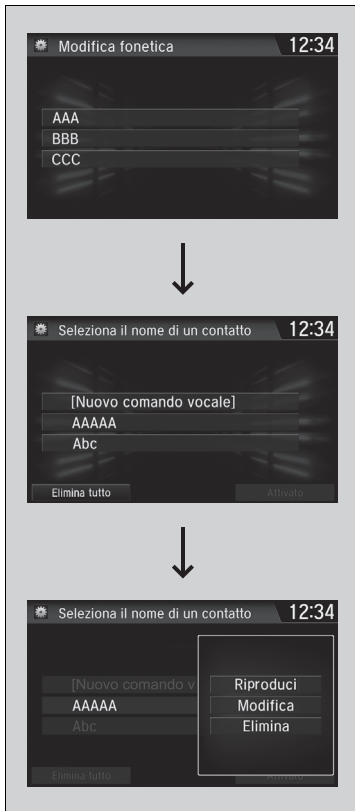 Modifica fonetica 12:34
AAA
BBB
CCC
Seleziona il nome di un contatto 12:34
[Nuovo comando vocale]
AAAAA
Abc
Elimina tutto Attivato
Seleziona il nome di un contatto 12:34
[Nuovo comando v
AAAAA
Abc
Riproduci
Modifica
Elimina
Elimina tutto Attivato